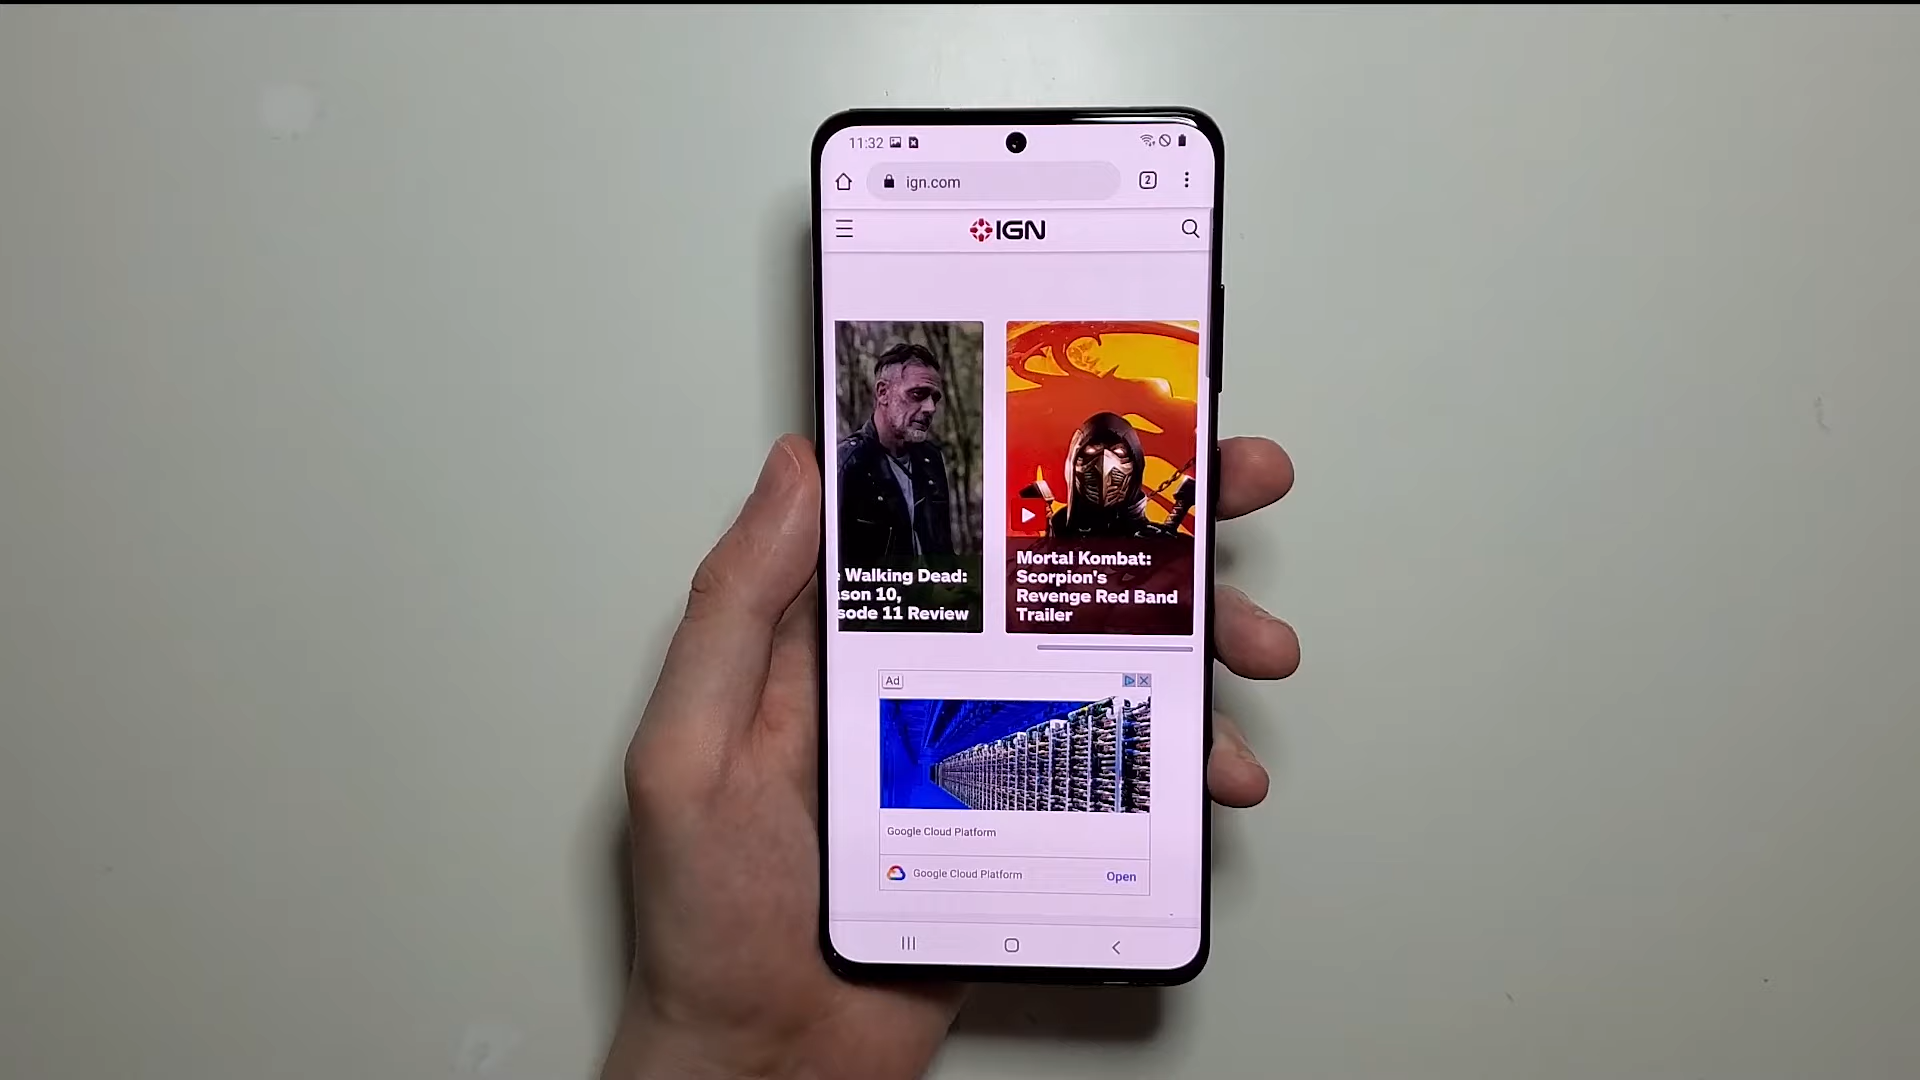 11:32
ign.com
2
IGN
Walking Dead:
son 10,
sode 11 Review
Mortal Kombat:
Scorpion's
Revenge Red Band
Trailer
Ad
Google Cloud Platform
Google Cloud Platform
Open